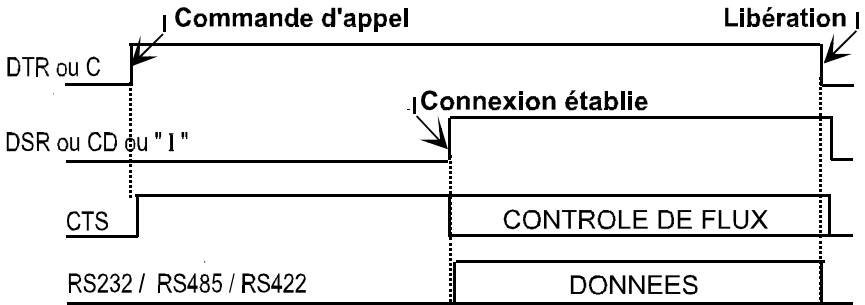 Commande d'appel
Libération
DTR ou C
Connexion établie
DSR ou CD ou " I "
CTS
CONTROLE DE FLUX
RS232 / RS485 / RS422
DONNEES